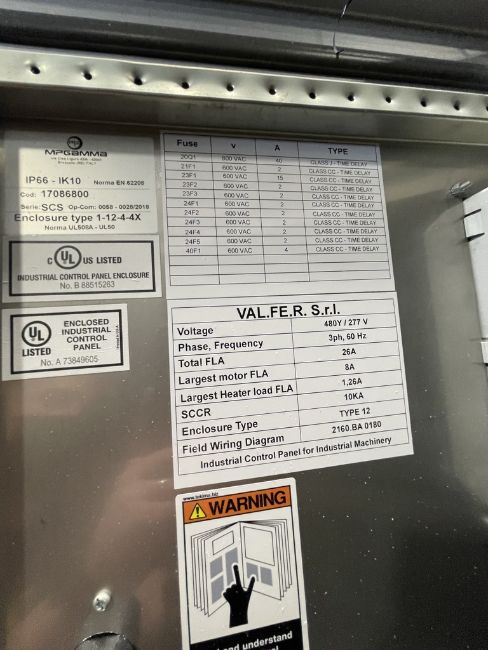 MPGAMMA
IP66 - IK10 Norma EN 62208
Cod: 17086800
Serie: SCS Op-Com: 0058 - 0028/2018
Enclosure type 1-12-4-4X
Norma UL508A - UL50
c UL US LISTED
INDUSTRIAL CONTROL PANEL ENCLOSURE
No. B 88515263
UL LISTED
ENCLOSED
INDUSTRIAL
CONTROL
PANEL
No. A 73849605
Fuse V A TYPE
20Q1 600 VAC 40 CLASS J - TIME DELAY
21F1 600 VAC 2 CLASS CC - TIME DELAY
23F1 600 VAC 15 CLASS CC - TIME DELAY
23F2 600 VAC 2 CLASS CC - TIME DELAY
23F3 600 VAC 2 CLASS CC - TIME DELAY
24F1 600 VAC 2 CLASS CC - TIME DELAY
24F2 600 VAC 2 CLASS CC - TIME DELAY
24F3 600 VAC 2 CLASS CC - TIME DELAY
24F4 600 VAC 2 CLASS CC - TIME DELAY
24F5 600 VAC 2 CLASS CC - TIME DELAY
40F1 600 VAC 4 CLASS CC - TIME DELAY
VAL.FE.R. S.r.l.
Voltage 480Y / 277 V
Phase, Frequency 3ph, 60 Hz
Total FLA 26A
Largest motor FLA 8A
Largest Heater load FLA 1,26A
SCCR 10KA
Enclosure Type TYPE 12
Field Wiring Diagram 2160.BA 0180
Industrial Control Panel for Industrial Machinery
WARNING
and understand